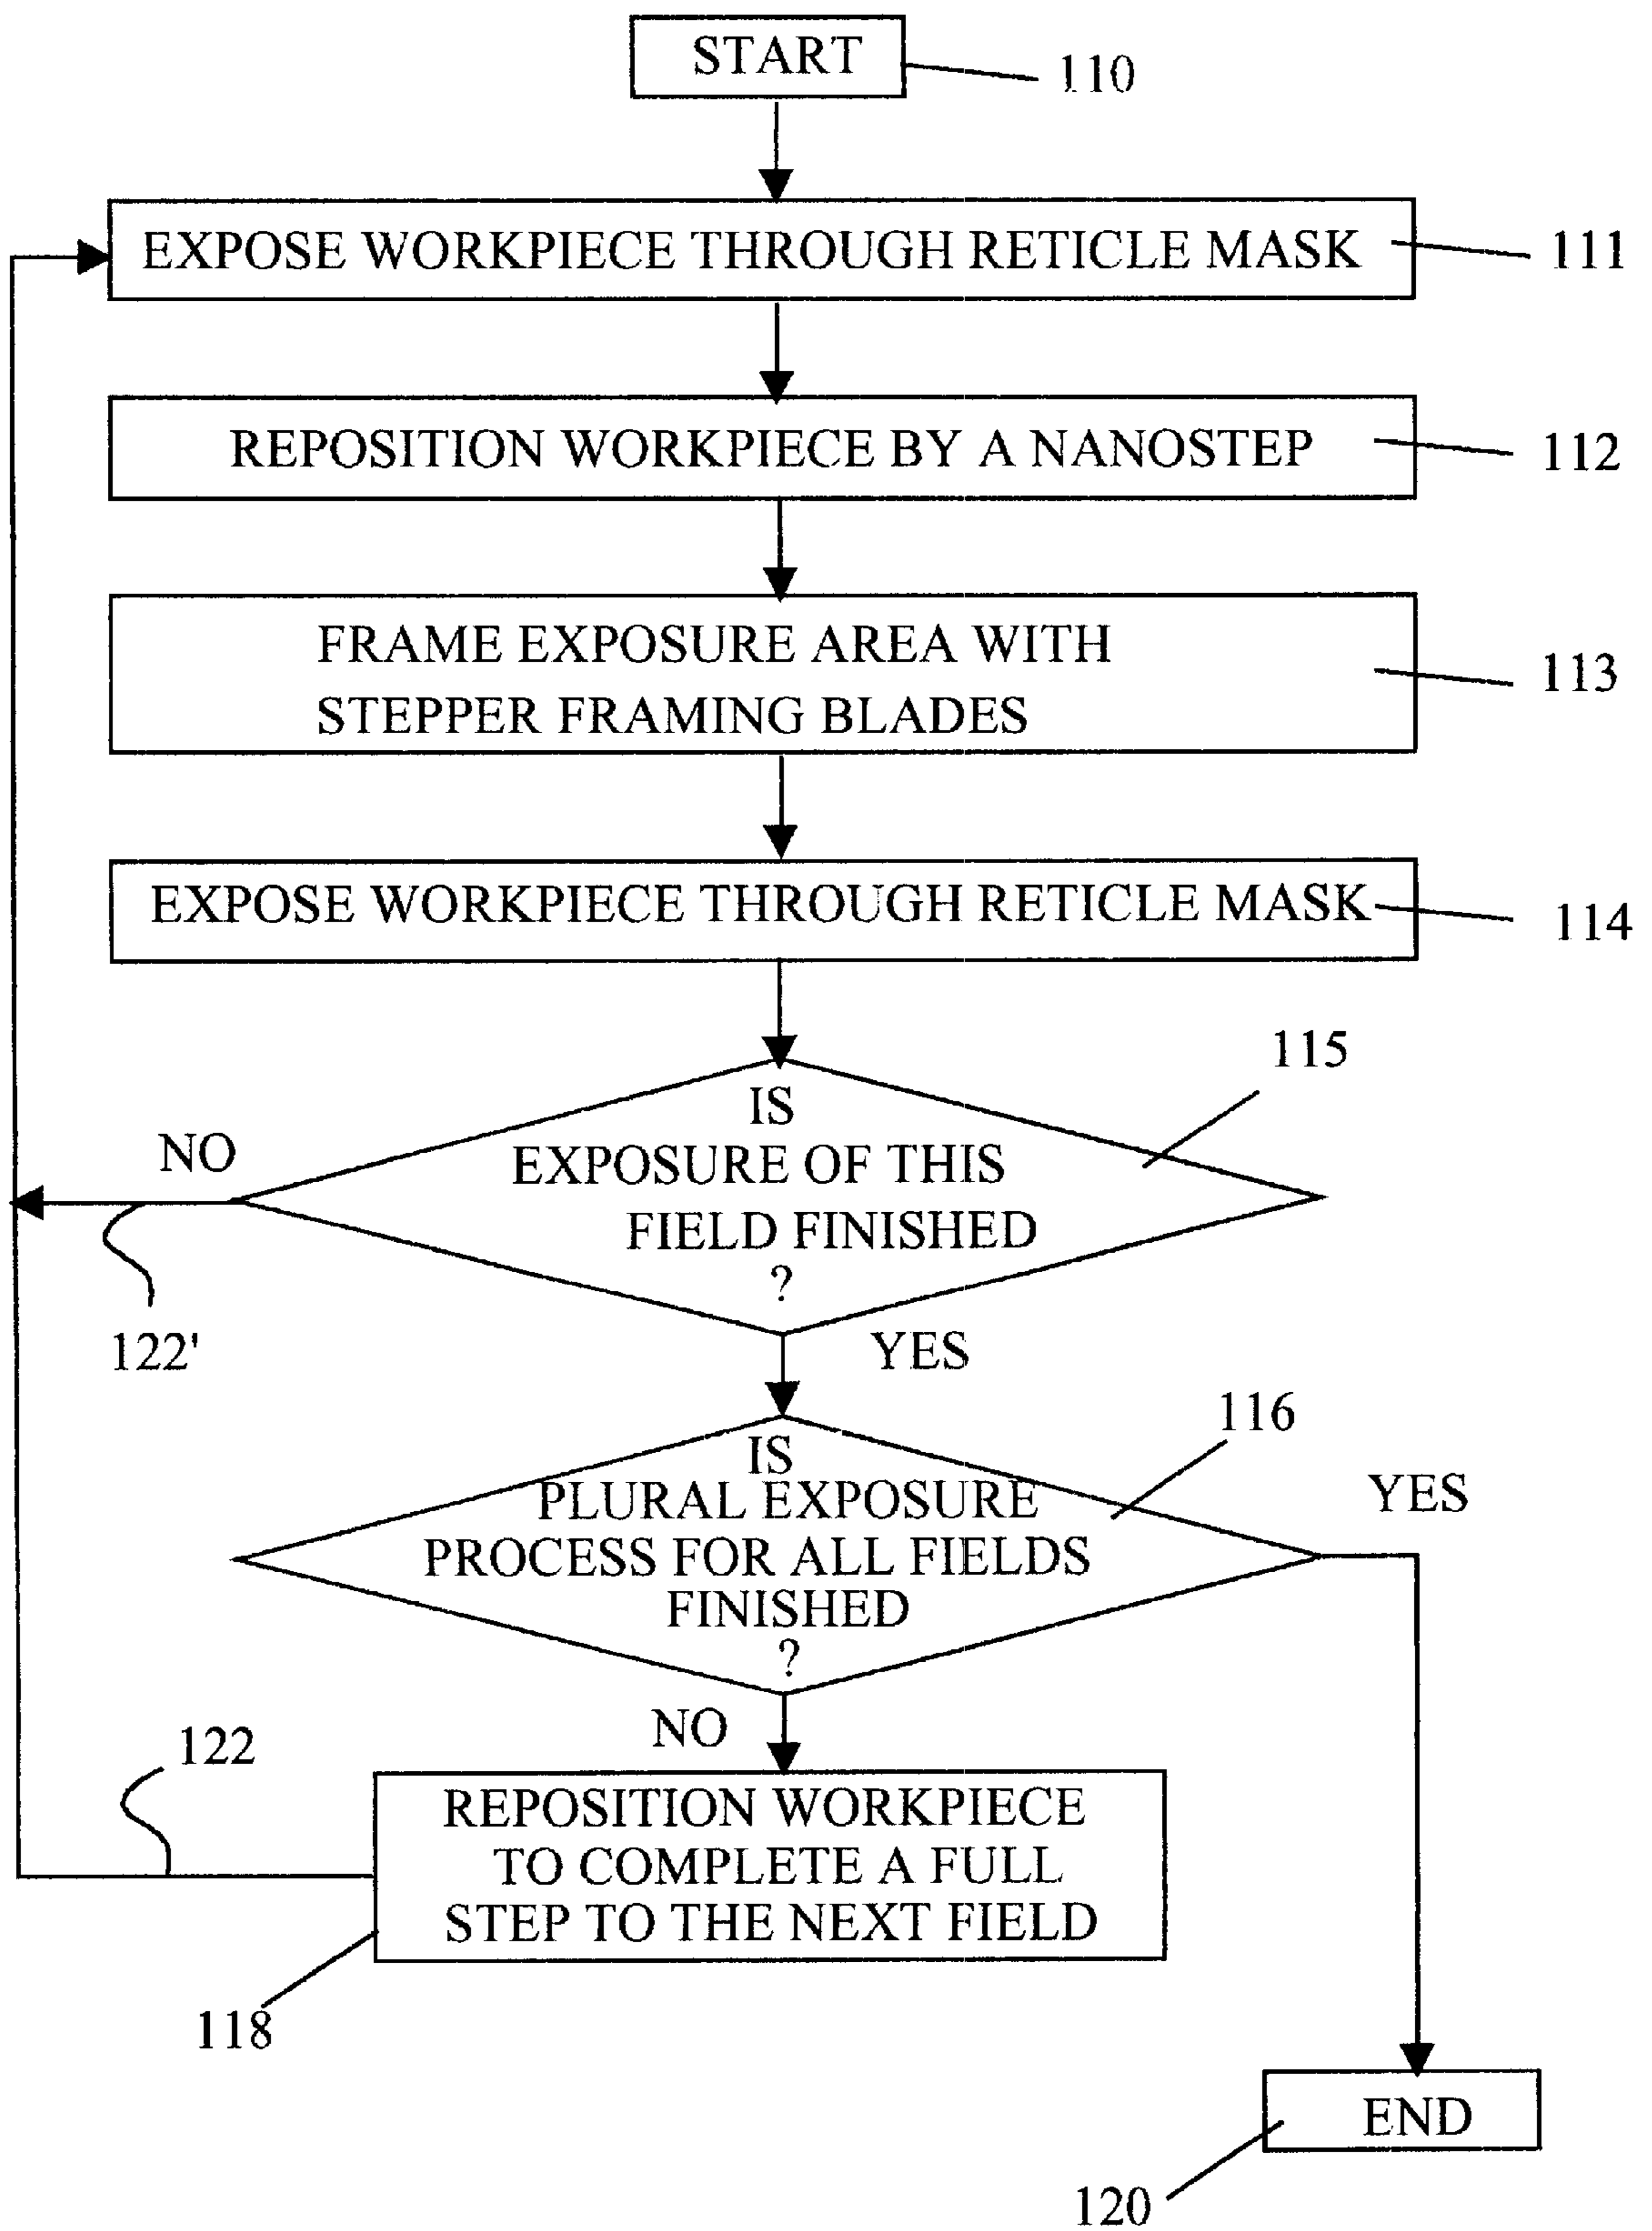 START
110
EXPOSE WORKPIECE THROUGH RETICLE MASK
111
REPOSITION WORKPIECE BY A NANOSTEP
112
FRAME EXPOSURE AREA WITH
STEPPER FRAMING BLADES
113
EXPOSE WORKPIECE THROUGH RETICLE MASK
114
115
IS
EXPOSURE OF THIS
FIELD FINISHED
?
NO
122'
YES
116
IS
PLURAL EXPOSURE
PROCESS FOR ALL FIELDS
FINISHED
?
YES
NO
122
REPOSITION WORKPIECE
TO COMPLETE A FULL
STEP TO THE NEXT FIELD
118
END
120